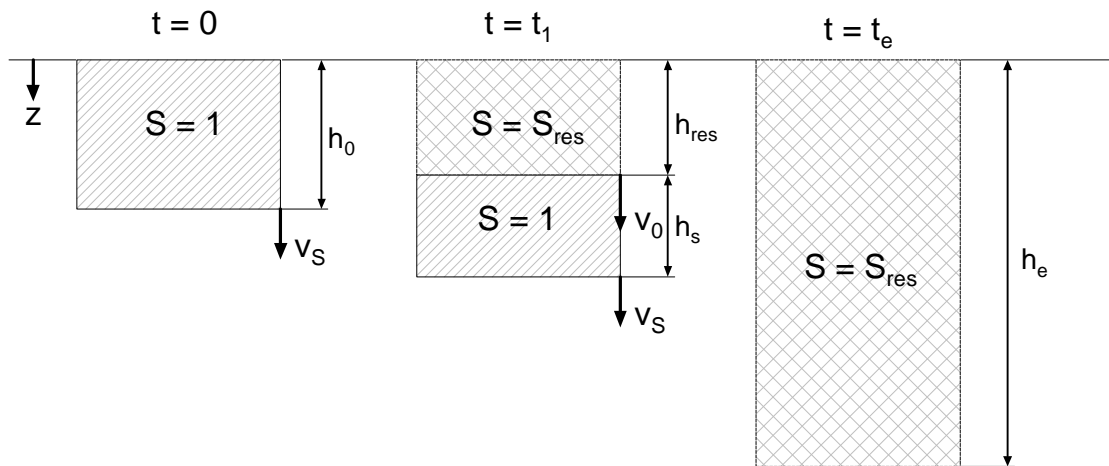 t = 0
t = t1
t = te
z
S = 1
h0
vS
S = Sres
hres
S = 1
v0
hs
vS
S = Sres
he